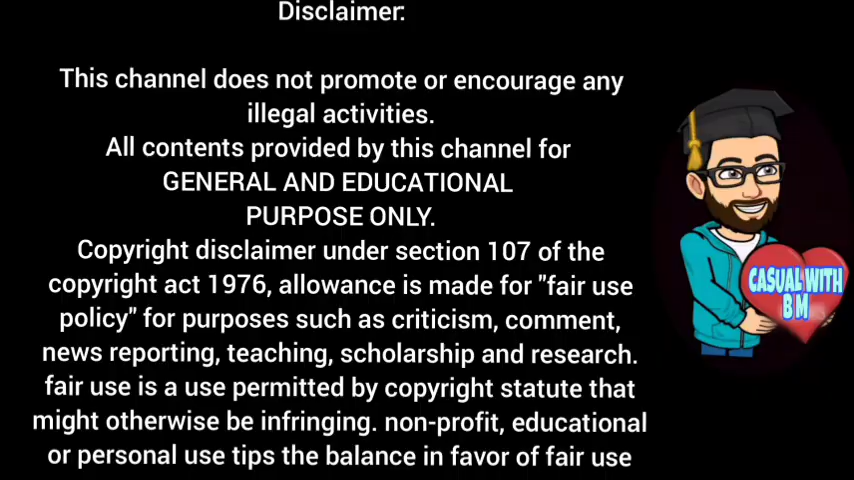 Disclaimer:
This channel does not promote or encourage any
illegal activities.
All contents provided by this channel for
GENERAL AND EDUCATIONAL
PURPOSE ONLY.
Copyright disclaimer under section 107 of the
copyright act 1976, allowance is made for "fair use
policy" for purposes such as criticism, comment,
news reporting, teaching, scholarship and research.
fair use is a use permitted by copyright statute that
might otherwise be infringing. non-profit, educational
or personal use tips the balance in favor of fair use
CASUAL WITH
BM